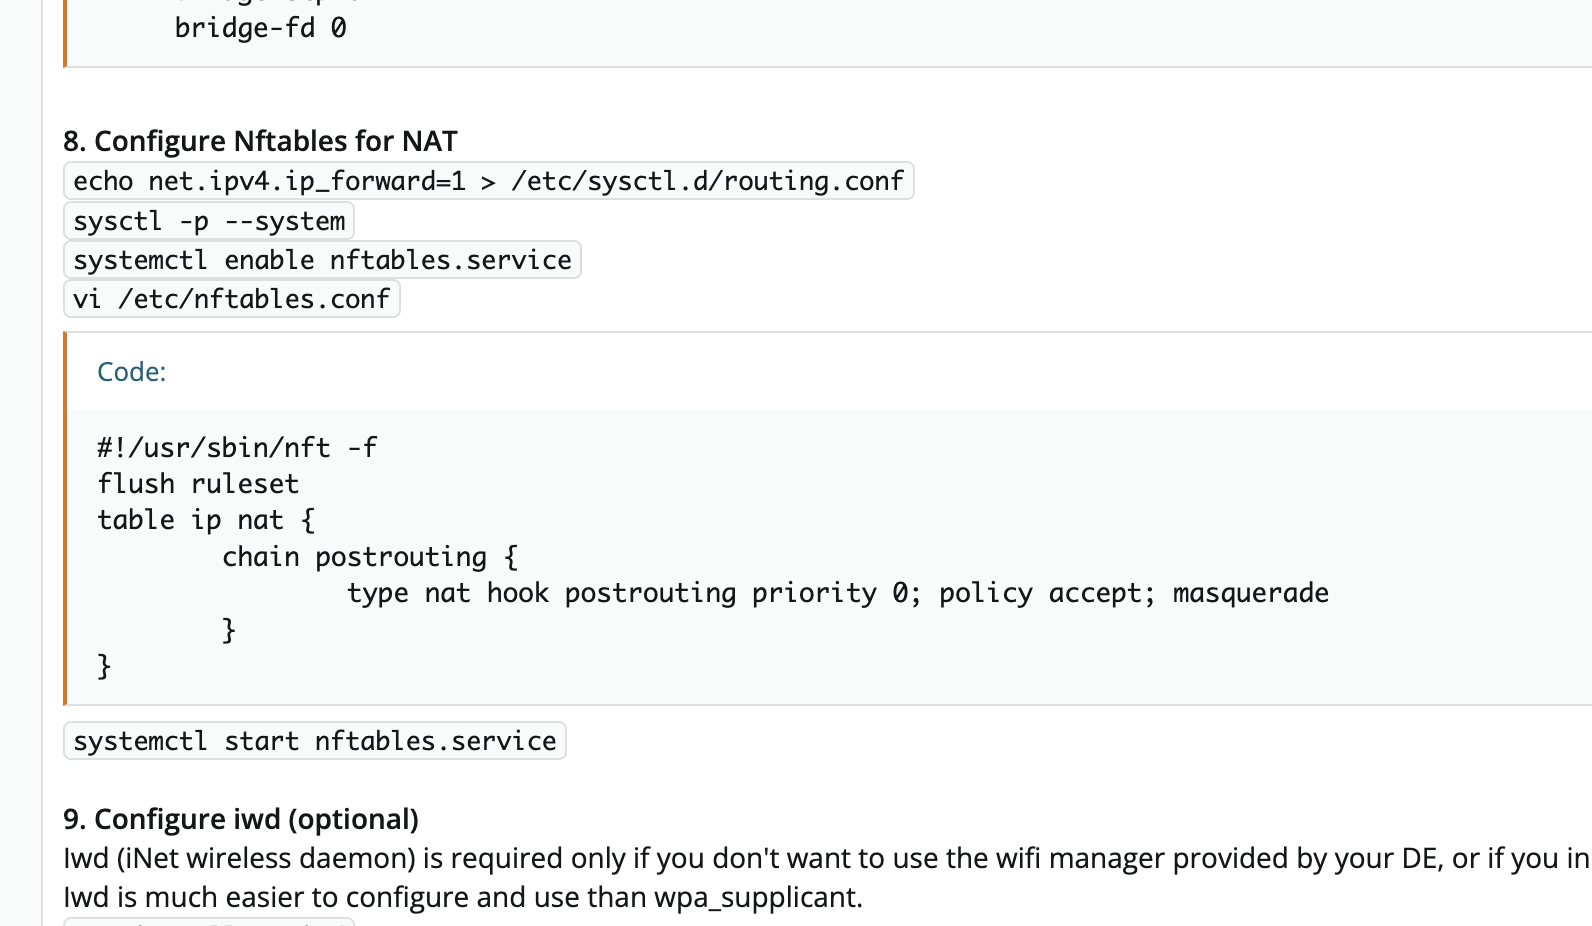 bridge-fd 0
8. Configure Nftables for NAT
echo net.ipv4.ip_forward=1 > /etc/sysctl.d/routing.conf
sysctl -p --system
systemctl enable nftables.service
vi /etc/nftables.conf
Code:
#!/usr/sbin/nft -f
flush ruleset
table ip nat {
        chain postrouting {
                type nat hook postrouting priority 0; policy accept; masquerade
        }
}
systemctl start nftables.service
9. Configure iwd (optional)
Iwd (iNet wireless daemon) is required only if you don't want to use the wifi manager provided by your DE, or if you in
Iwd is much easier to configure and use than wpa_supplicant.